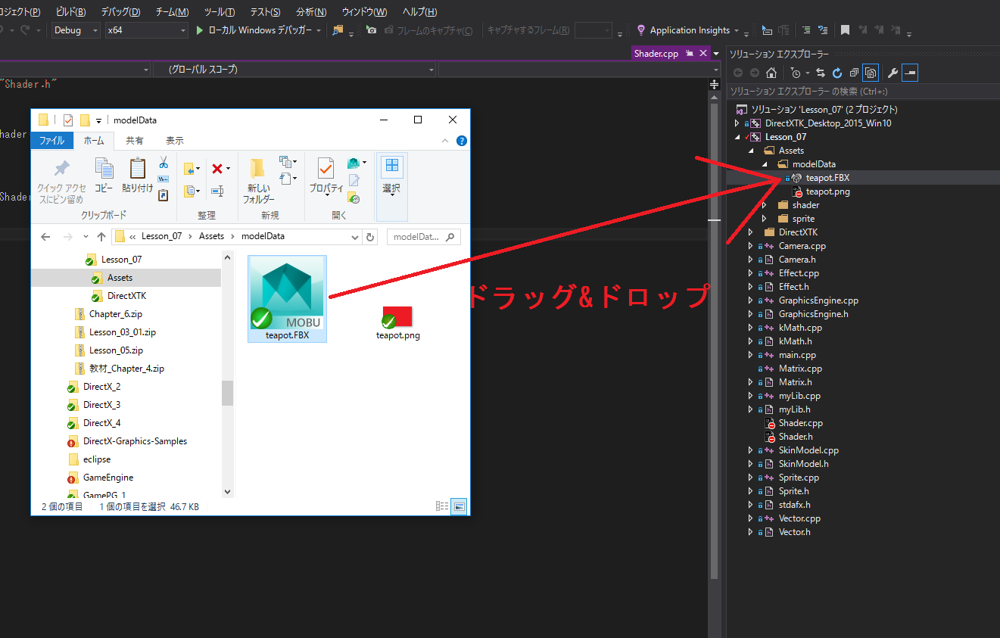 ロジェクト(P) ビルド(B) デバッグ(D) チーム(M) ツール(T) テスト(S) 分析(N) ウィンドウ(W) ヘルプ(H)
Debug x64 ローカル Windows デバッガー フレームのキャプチャ(C) キャプチャするフレーム(R) Application Insights
Shader.cpp
(グローバル スコープ)
"Shader.h"
hader
Shader
modelData
ファイル ホーム 共有 表示
クイック アクセスにピン留め
コピー
貼り付け
新しいフォルダー
プロパティ
選択
クリップボード 整理 新規 開く
« Lesson_07 Assets modelData
modelDat...
Lesson_07
Assets
DirectXTK
Chapter_6.zip
Lesson_03_01.zip
Lesson_05.zip
教材_Chapter_4.zip
DirectX_2
DirectX_3
DirectX_4
DirectX-Graphics-Samples
eclipse
GameEngine
GamePG_1
MOBU
teapot.FBX
teapot.png
2 個の項目 1 個の項目を選択 46.7 KB
ドラッグ&ドロップ
ソリューション エクスプローラー
ソリューション エクスプローラー の検索 (Ctrl+:)
ソリューション 'Lesson_07' (2 プロジェクト)
DirectXTK_Desktop_2015_Win10
Lesson_07
Assets
modelData
teapot.FBX
teapot.png
shader
sprite
DirectXTK
Camera.cpp
Camera.h
Effect.cpp
Effect.h
GraphicsEngine.cpp
GraphicsEngine.h
kMath.cpp
kMath.h
main.cpp
Matrix.cpp
Matrix.h
myLib.cpp
myLib.h
Shader.cpp
Shader.h
SkinModel.cpp
SkinModel.h
Sprite.cpp
Sprite.h
stdafx.h
Vector.cpp
Vector.h